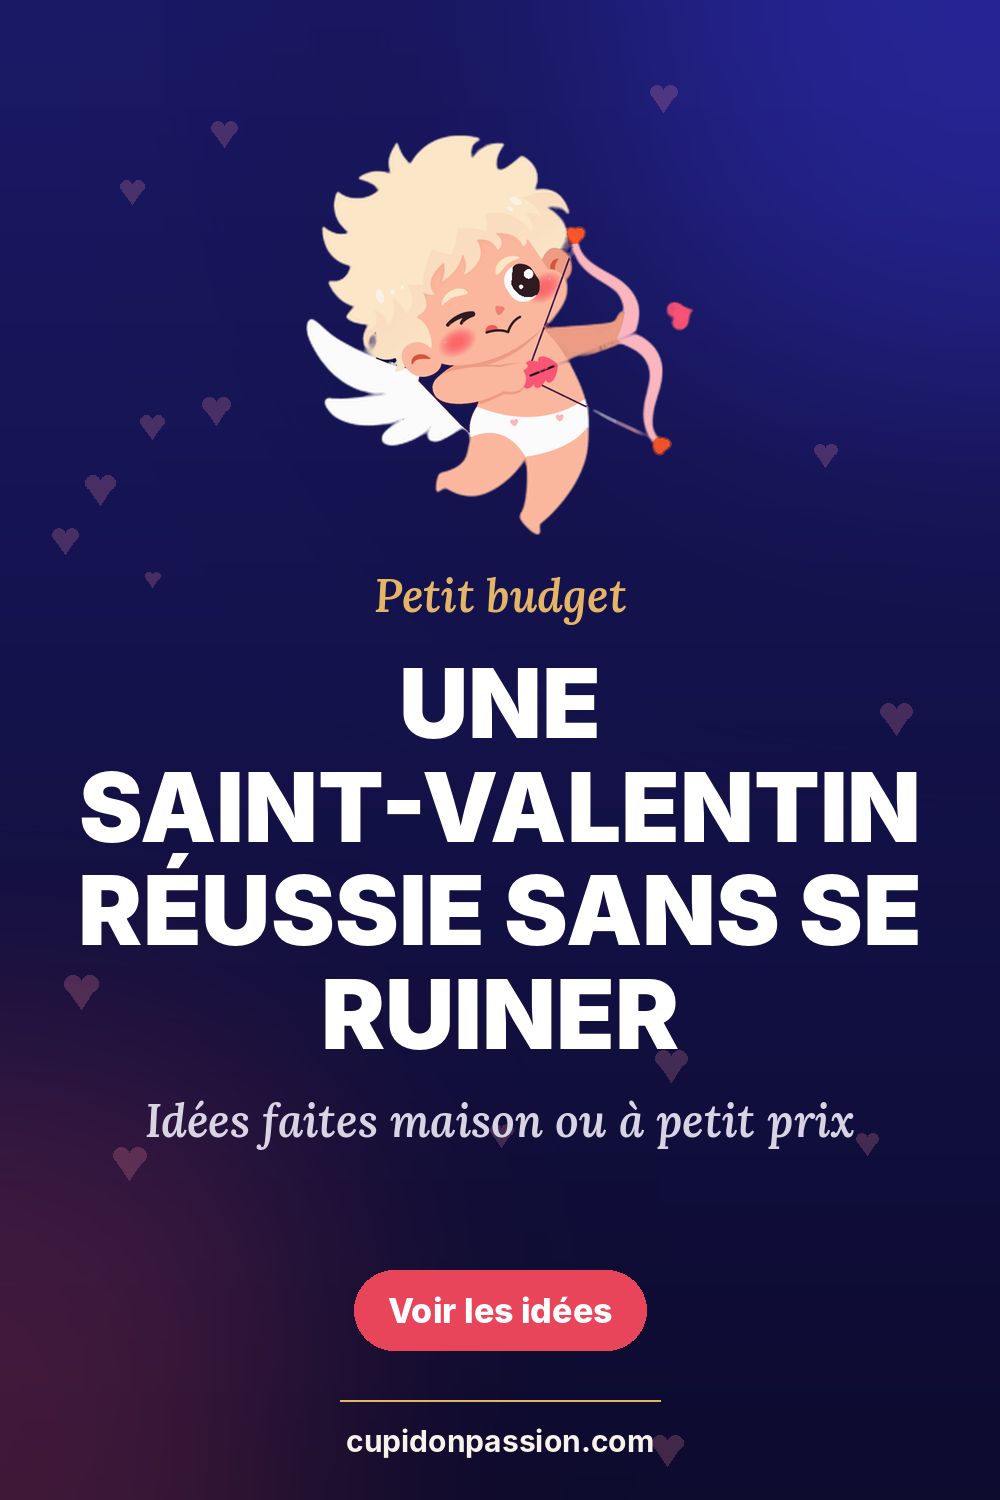 Petit budget
UNE
SAINT-VALENTIN
RÉUSSIE SANS SE
RUINER
Idées faites maison ou à petit prix
Voir les idées
cupidonpassion.com